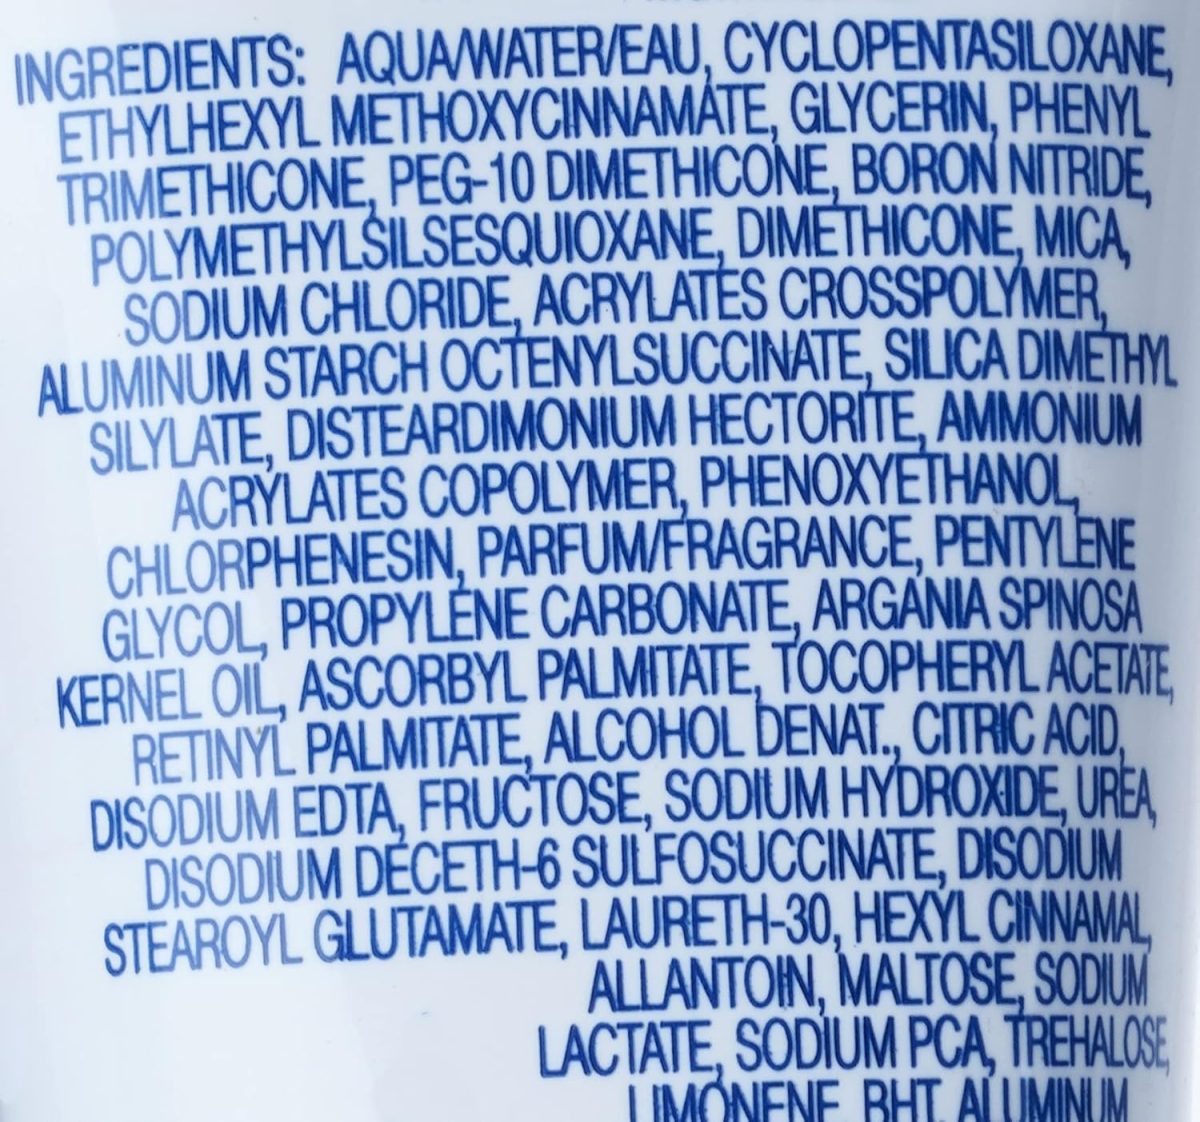 INGREDIENTS: AQUA/WATER/EAU, CYCLOPENTASILOXANE,
ETHYLHEXYL METHOXYCINNAMATE, GLYCERIN, PHENYL
TRIMETHICONE, PEG-10 DIMETHICONE, BORON NITRIDE,
POLYMETHYLSILSESQUIOXANE, DIMETHICONE, MICA,
SODIUM CHLORIDE, ACRYLATES CROSSPOLYMER,
ALUMINUM STARCH OCTENYLSUCCINATE, SILICA DIMETHYL
SILYLATE, DISTEARDIMONIUM HECTORITE, AMMONIUM
ACRYLATES COPOLYMER, PHENOXYETHANOL,
CHLORPHENESIN, PARFUM/FRAGRANCE, PENTYLENE
GLYCOL, PROPYLENE CARBONATE, ARGANIA SPINOSA
KERNEL OIL, ASCORBYL PALMITATE, TOCOPHERYL ACETATE,
RETINYL PALMITATE, ALCOHOL DENAT., CITRIC ACID,
DISODIUM EDTA, FRUCTOSE, SODIUM HYDROXIDE, UREA,
DISODIUM DECETH-6 SULFOSUCCINATE, DISODIUM
STEAROYL GLUTAMATE, LAURETH-30, HEXYL CINNAMAL,
ALLANTOIN, MALTOSE, SODIUM
LACTATE, SODIUM PCA, TREHALOSE,
LIMONENE, BHT, ALUMINUM